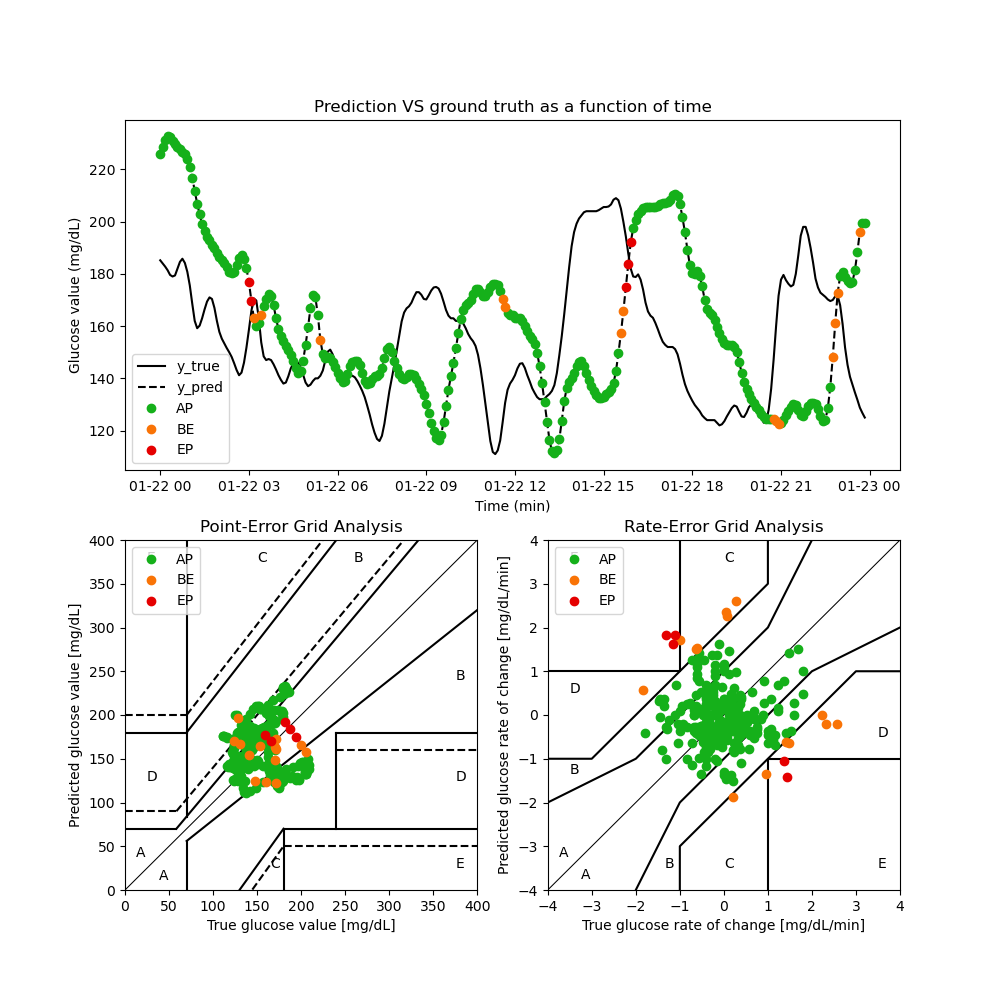 Prediction VS ground truth as a function of time
Glucose value (mg/dL)
220
200
180
160
140
120
y_true
y_pred
AP
BE
EP
01-22 00 01-22 03 01-22 06 01-22 09 01-22 12 01-22 15 01-22 18 01-22 21 01-23 00
Time (min)
Point-Error Grid Analysis
Predicted glucose value [mg/dL]
400
350
300
250
200
150
100
50
0
AP
BE
EP
C
B
B
D
D
A
A
C
E
0 50 100 150 200 250 300 350 400
True glucose value [mg/dL]
Rate-Error Grid Analysis
Predicted glucose rate of change [mg/dL/min]
4
3
2
1
0
−1
−2
−3
−4
AP
BE
EP
C
D
D
B
A
A
B
C
E
−4 −3 −2 −1 0 1 2 3 4
True glucose rate of change [mg/dL/min]